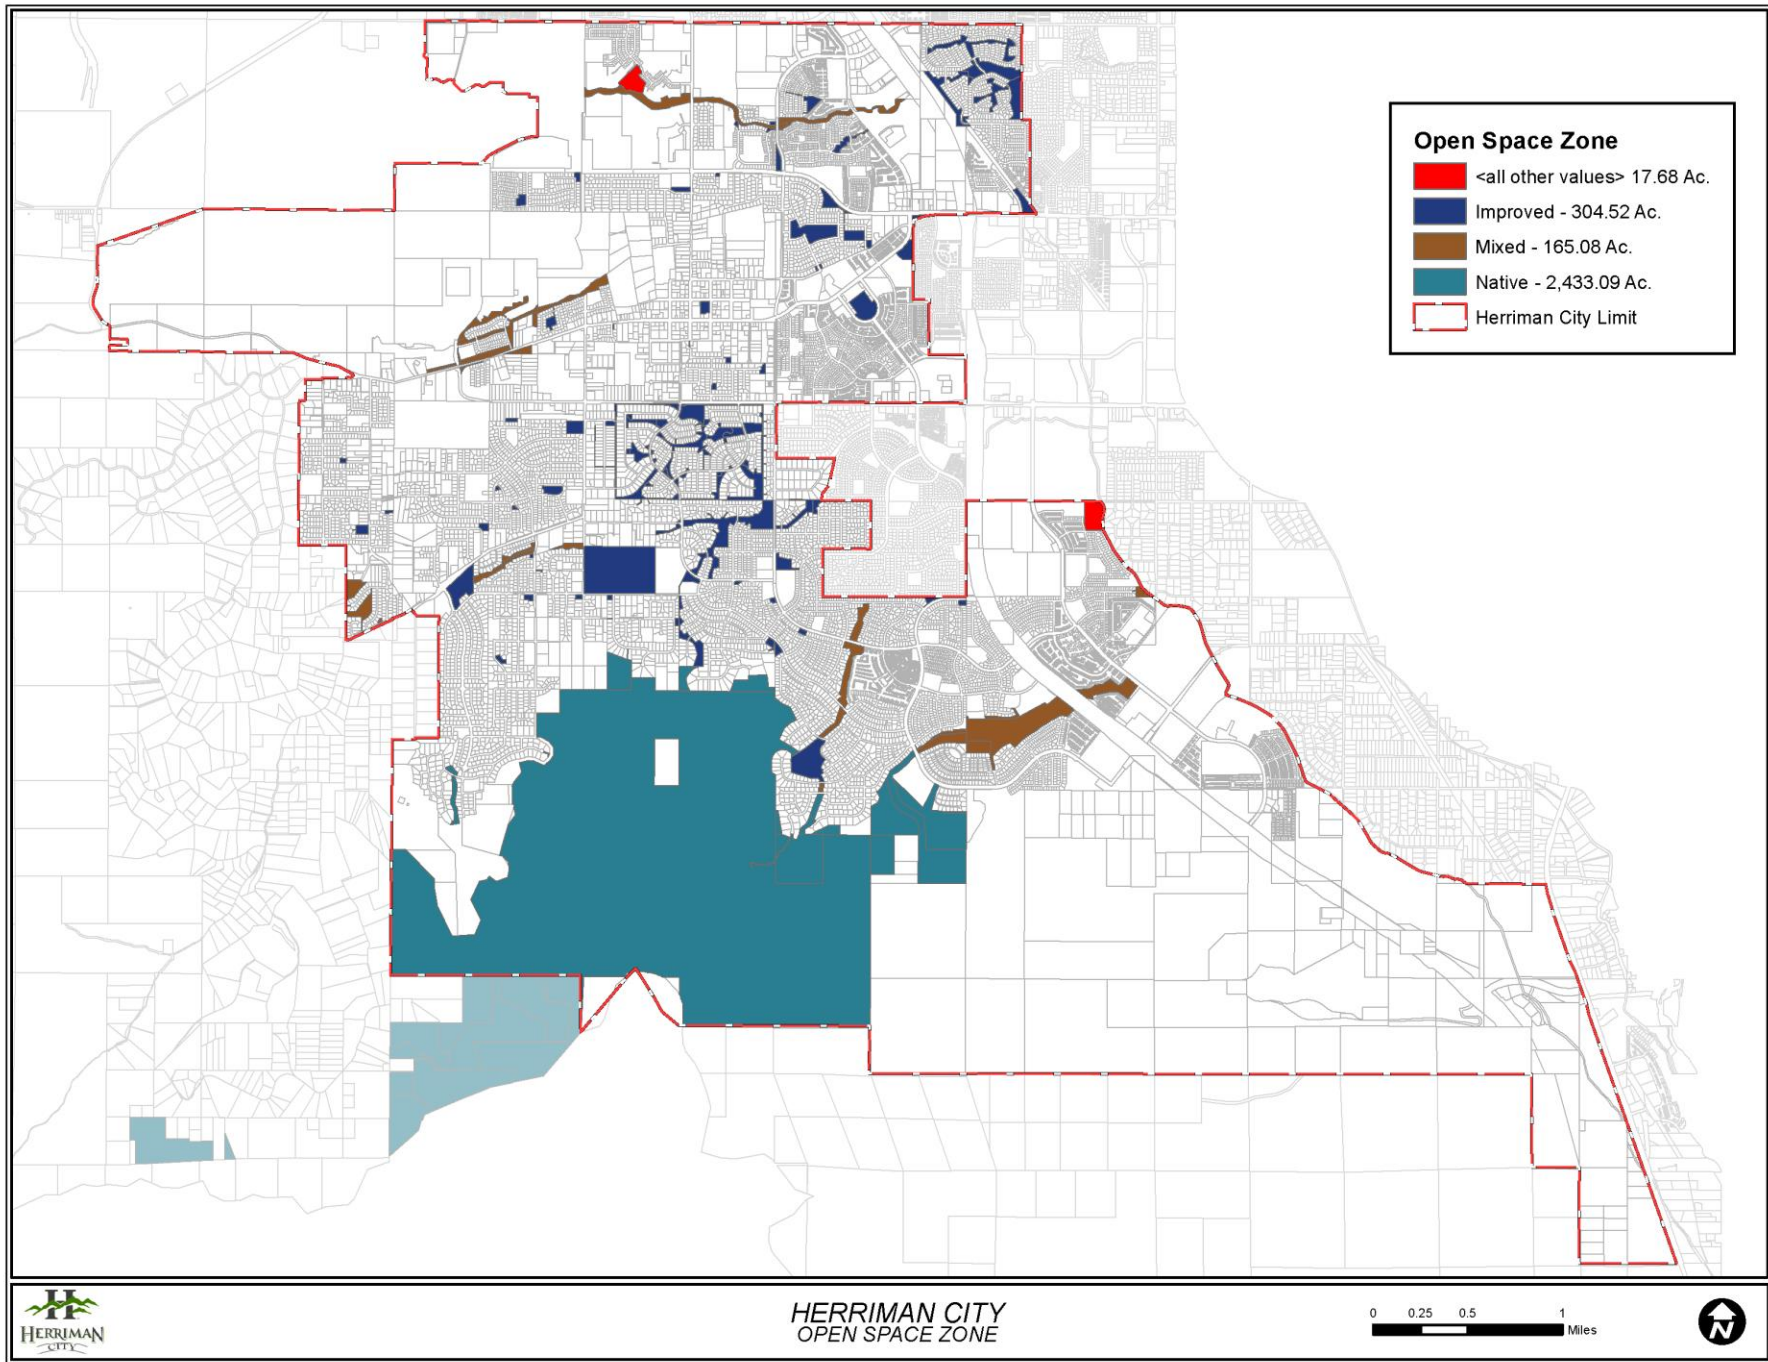 Open Space Zone
<all other values> 17.68 Ac.
Improved - 304.52 Ac.
Mixed - 165.08 Ac.
Native - 2,433.09 Ac.
Herriman City Limit
H
HERRIMAN
CITY
HERRIMAN CITY
OPEN SPACE ZONE
0 0.25 0.5 1
Miles
N